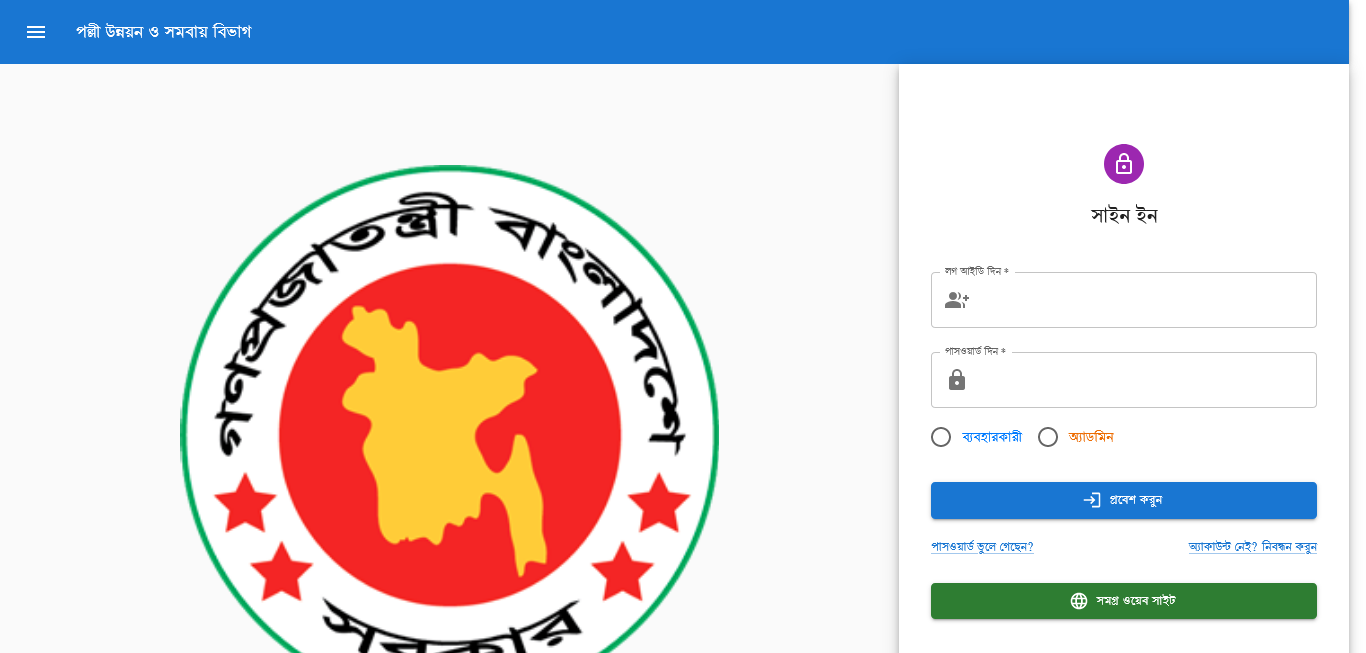 পল্লী উন্নয়ন ও সমবায় বিভাগ
গণপ্রজাতন্ত্রী বাংলাদেশ
সরকার
সাইন ইন
লগ আইডি দিন *
পাসওয়ার্ড দিন *
ব্যবহারকারী
অ্যাডমিন
প্রবেশ করুন
পাসওয়ার্ড ভুলে গেছেন?
অ্যাকাউন্ট নেই? নিবন্ধন করুন
সমগ্র ওয়েব সাইট